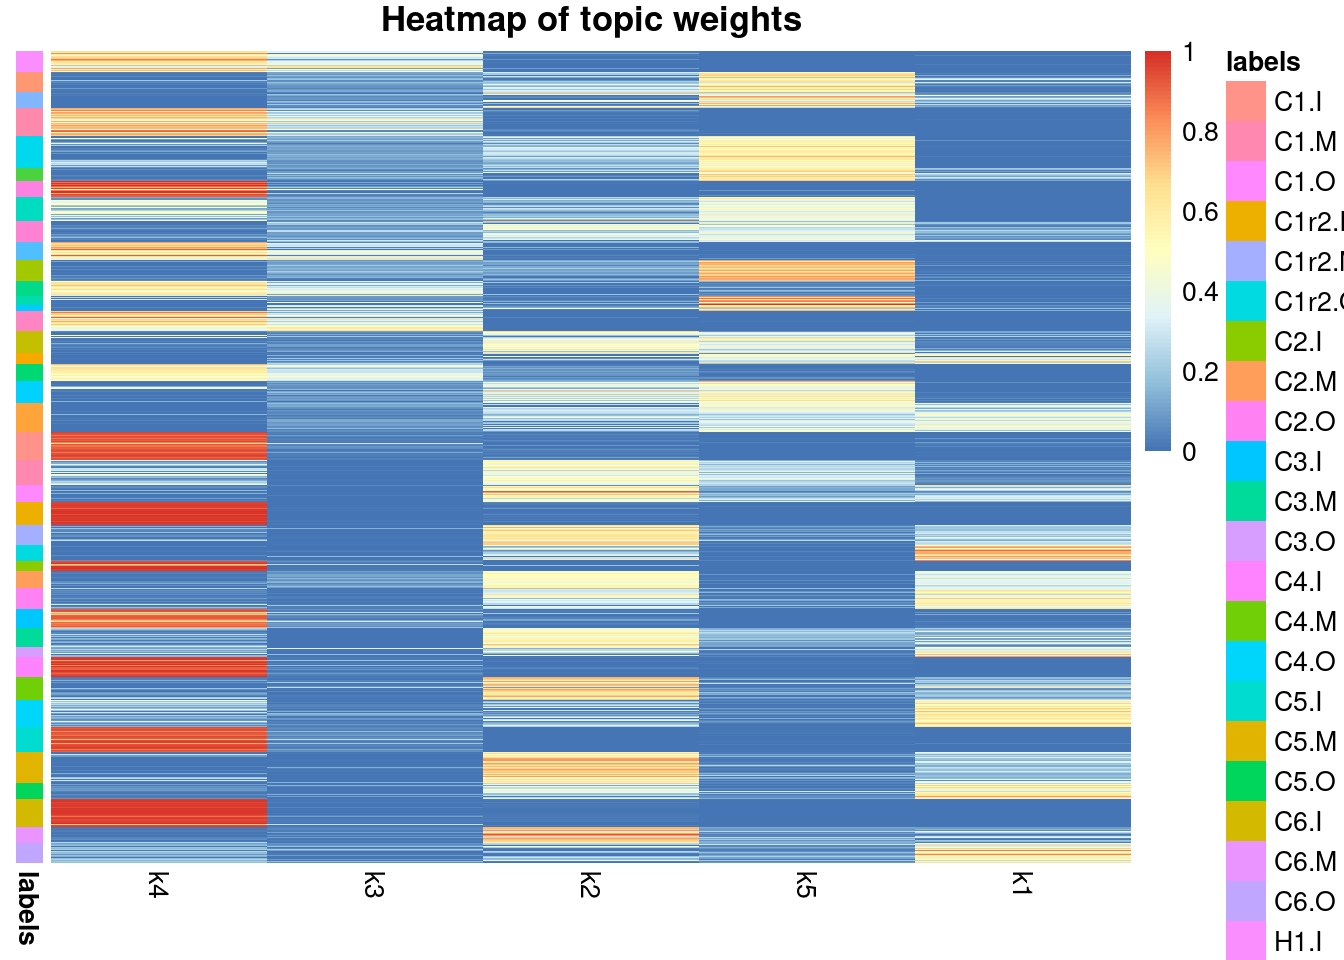 Heatmap of topic weights
1
0.8
0.6
0.4
0.2
0
labels
C1.I
C1.M
C1.O
C1r2.I
C1r2.
C1r2.
C2.I
C2.M
C2.O
C3.I
C3.M
C3.O
C4.I
C4.M
C4.O
C5.I
C5.M
C5.O
C6.I
C6.M
C6.O
H1.I
labels
k4
k3
k2
k5
k1